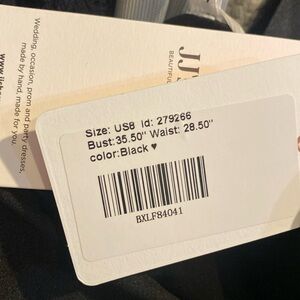 Wedding, occasion, prom and party dresses,
made by hand. made for you.
JJ
BEAUTIFUL
Size: US8 id: 279266
Bust:35.50" Waist: 28.50"
color:Black ♥
BXLF84041